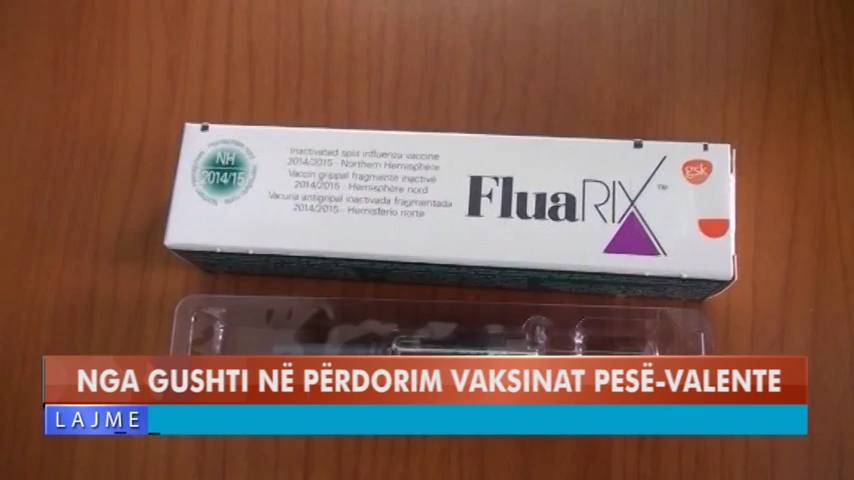 NH
2014/15
Inactivated split influenza vaccine
2014/2015 - Northern Hemisphere
Vaccin grippal fragmenté inactivé
2014/2015 - Hémisphère nord
Vacuna antigripal inactivada fragmentada
2014/2015 - Hemisferio norte
FluaRIX™
gsk
NGA GUSHTI NË PËRDORIM VAKSINAT PESË-VALENTE
LAJME